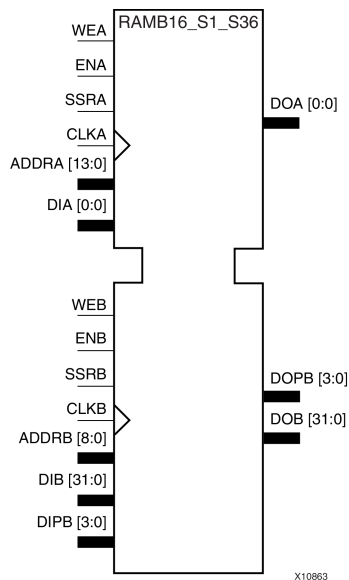 RAMB16_S1_S36
WEA
ENA
SSRA
DOA [0:0]
CLKA
ADDRA [13:0]
DIA [0:0]
WEB
ENB
SSRB
DOPB [3:0]
CLKB
DOB [31:0]
ADDRB [8:0]
DIB [31:0]
DIPB [3:0]
X10863